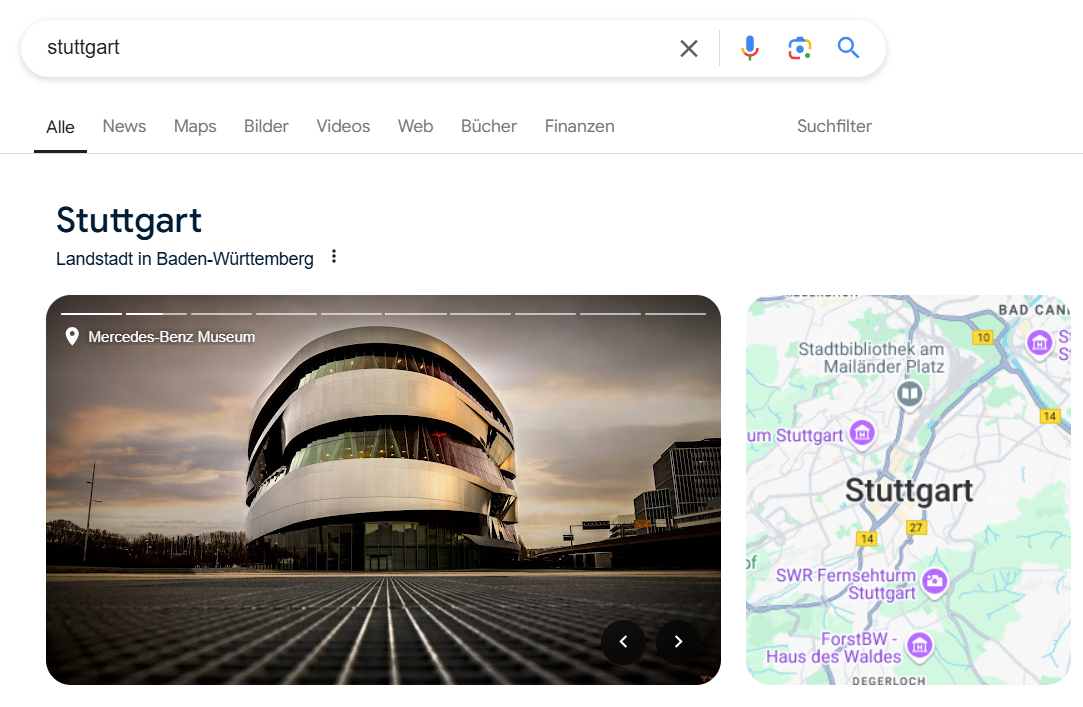 stuttgart
Alle News Maps Bilder Videos Web Bücher Finanzen Suchfilter
Stuttgart
Landstadt in Baden-Württemberg
Mercedes-Benz Museum
BAD CAN
10
Stadtbibliothek am
Mailänder Platz
14
um Stuttgart
Stuttgart
27
14
SWR Fernsehturm
Stuttgart
ForstBW -
Haus des Waldes
DEGERLOCH